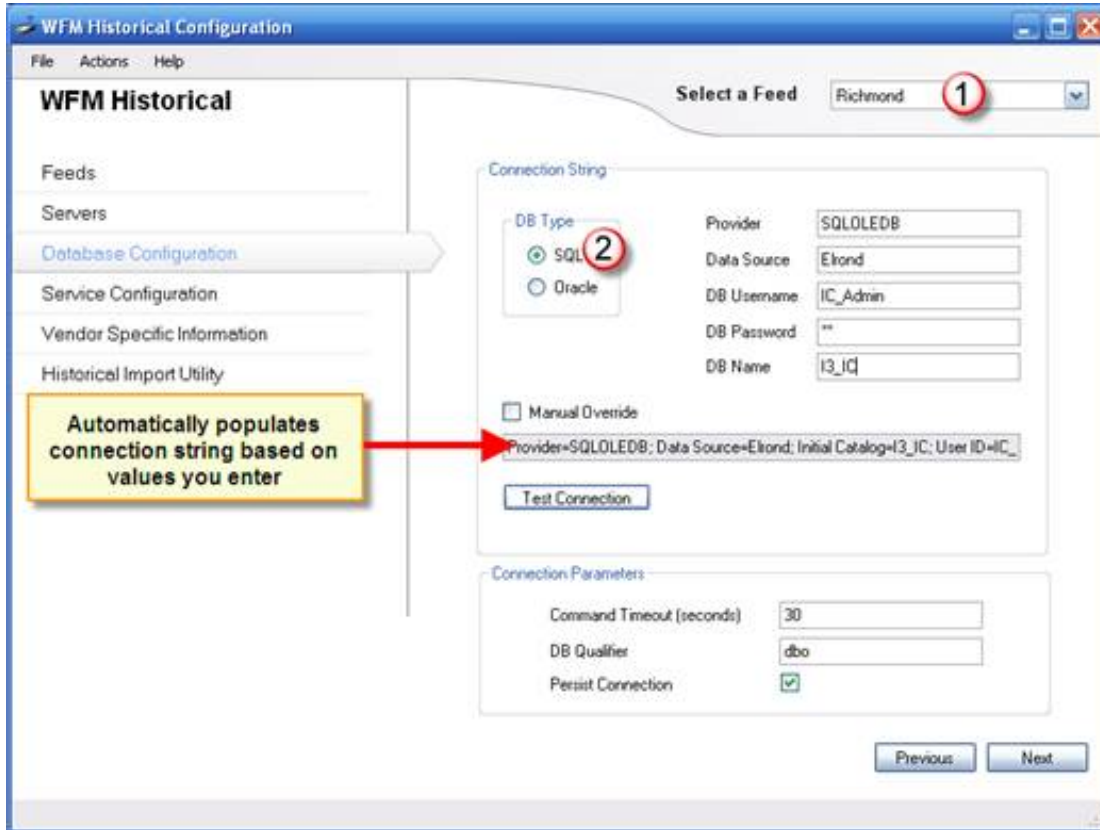 WFM Historical Configuration
File Actions Help
WFM Historical
Select a Feed
Richmond
1
Feeds
Servers
Database Configuration
Service Configuration
Vendor Specific Information
Historical Import Utility
Automatically populates
connection string based on
values you enter
Connection String
DB Type
SQL
2
Oracle
Provider
SQLOLEDB
Data Source
Elrond
DB Username
IC_Admin
DB Password
**
DB Name
I3_IC
Manual Override
Provider=SQLOLEDB; Data Source=Elrond; Initial Catalog=I3_IC; User ID=IC_
Test Connection
Connection Parameters
Command Timeout (seconds)
30
DB Qualifier
dbo
Persist Connection
Previous
Next